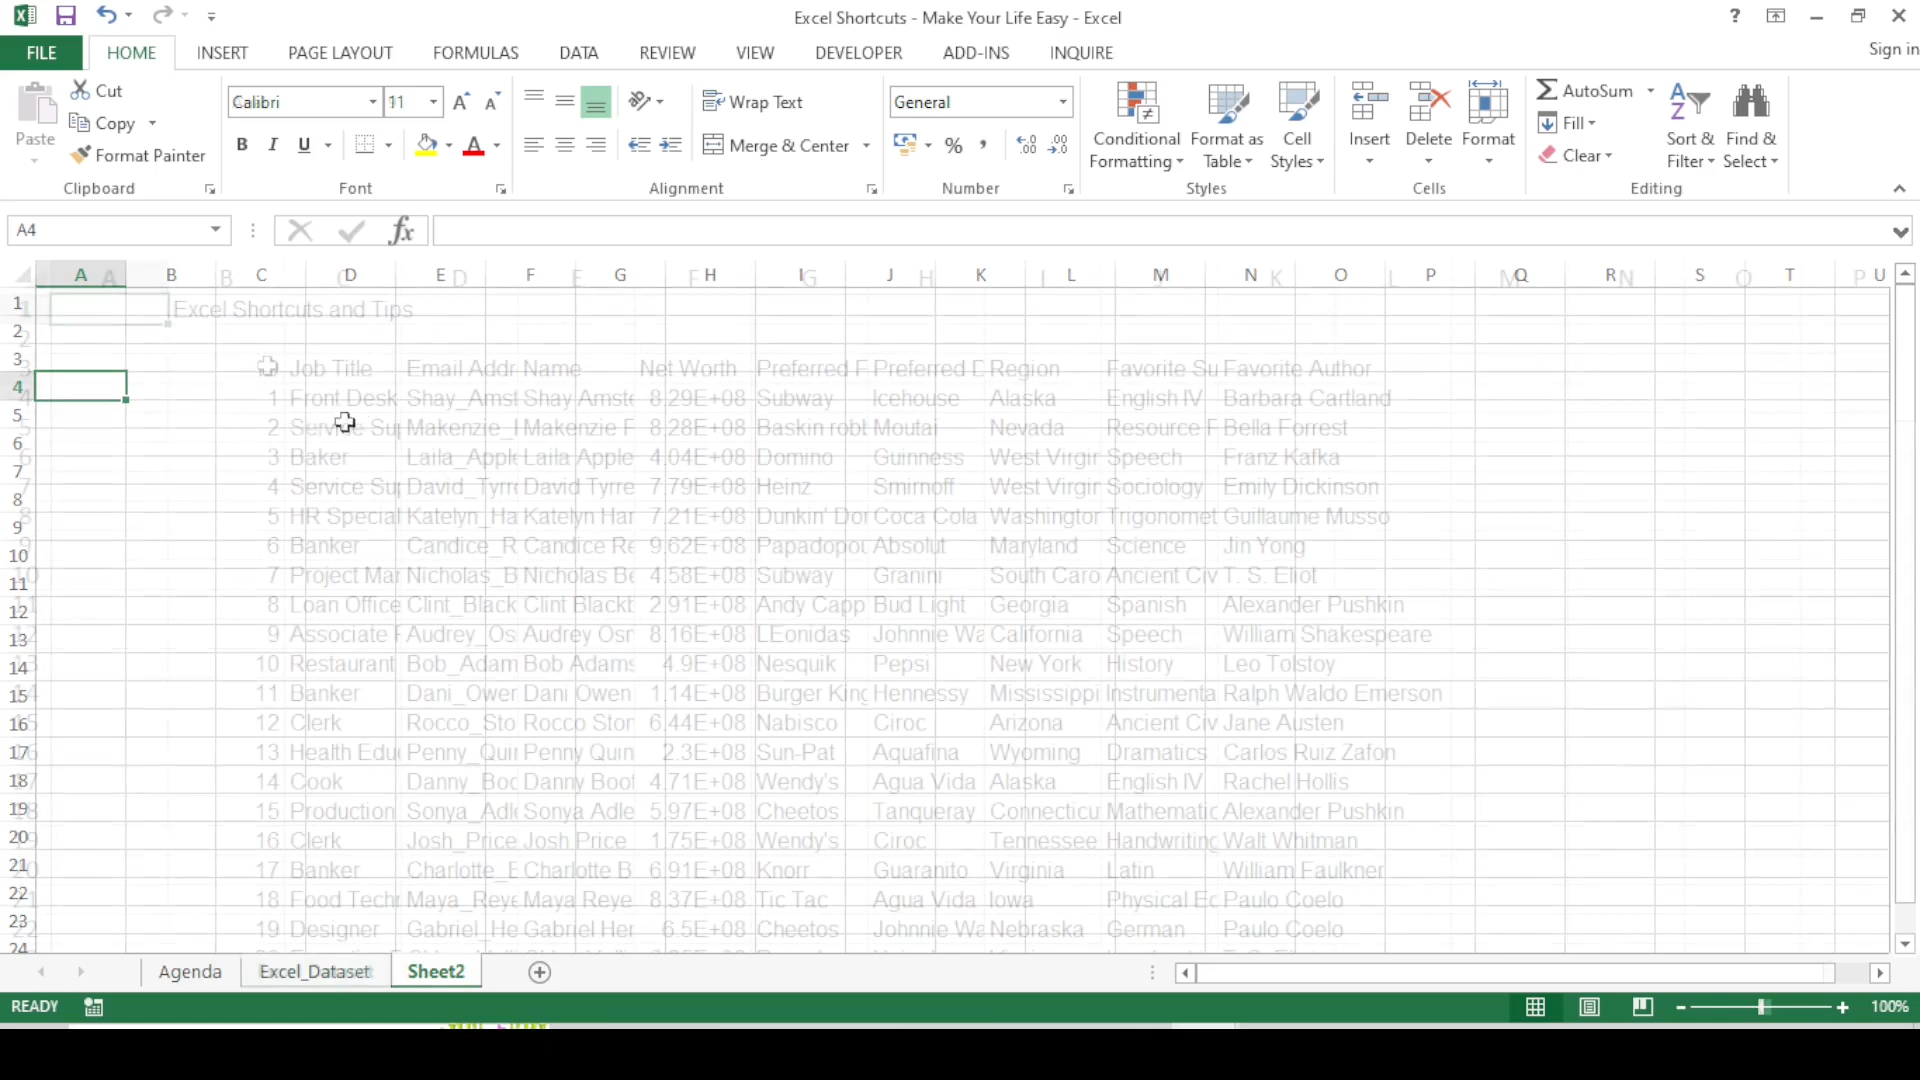 Excel Shortcuts - Make Your Life Easy - Excel
?
FILE HOME INSERT PAGE LAYOUT FORMULAS DATA REVIEW VIEW DEVELOPER ADD-INS INQUIRE Sign in
Paste Cut Copy Format Painter Clipboard
Calibri 11 B I U Font
Wrap Text Merge & Center Alignment
General % Number
Conditional Formatting Format as Table Cell Styles Styles
Insert Delete Format Cells
AutoSum Fill Clear Sort & Filter Find & Select Editing
A4 fx
A B C D E F G H I J K L M N O P Q R S T U
1 Excel Shortcuts and Tips
2
3 Job Title Email Addr Name Net Worth Preferred F Preferred D Region Favorite Su Favorite Author
4 1 Front Desk Shay_Amst Shay Amste 8.29E+08 Subway Icehouse Alaska English IV Barbara Cartland
5 2 Service Sup Makenzie_ Makenzie F 8.28E+08 Baskin robb Moutai Nevada Resource F Bella Forrest
6 3 Baker Laila_Apple Laila Apple 4.04E+08 Domino Guinness West Virgir Speech Franz Kafka
7 4 Service Sup David_Tyrre David Tyrre 7.79E+08 Heinz Smirnoff West Virgir Sociology Emily Dickinson
8 5 HR Special Katelyn_Ha Katelyn Har 7.21E+08 Dunkin' Dor Coca Cola Washingtor Trigonomet Guillaume Musso
9 6 Banker Candice_R Candice Re 9.62E+08 Papadopou Absolut Maryland Science Jin Yong
10 7 Project Mar Nicholas_B Nicholas Be 4.58E+08 Subway Granini South Caro Ancient Civ T. S. Eliot
11 8 Loan Office Clint_Black Clint Blackb 2.91E+08 Andy Capp Bud Light Georgia Spanish Alexander Pushkin
12 9 Associate F Audrey_Os Audrey Osr 8.16E+08 LEonidas Johnnie Wa California Speech William Shakespeare
13 10 Restaurant Bob_Adam Bob Adams 4.9E+08 Nesquik Pepsi New York History Leo Tolstoy
14 11 Banker Dani_Ower Dani Owen 1.14E+08 Burger King Hennessy Mississippi Instrumenta Ralph Waldo Emerson
15 12 Clerk Rocco_Sto Rocco Ston 6.44E+08 Nabisco Ciroc Arizona Ancient Civ Jane Austen
16 13 Health Edu Penny_Quin Penny Quin 2.3E+08 Sun-Pat Aquafina Wyoming Dramatics Carlos Ruiz Zafon
17 14 Cook Danny_Boo Danny Boot 4.71E+08 Wendy's Agua Vida Alaska English IV Rachel Hollis
18 15 Production Sonya_Adle Sonya Adle 5.97E+08 Cheetos Tanqueray Connecticu Mathematic Alexander Pushkin
19 16 Clerk Josh_Price Josh Price 1.75E+08 Wendy's Ciroc Tennessee Handwriting Walt Whitman
20 17 Banker Charlotte_E Charlotte B 6.91E+08 Knorr Guaranito Virginia Latin William Faulkner
21 18 Food Techr Maya_Reye Maya Reye 8.37E+08 Tic Tac Agua Vida Iowa Physical Ed Paulo Coelo
22 19 Designer Gabriel_He Gabriel Her 6.5E+08 Cheetos Johnnie Wa Nebraska German Paulo Coelo
23
24
Agenda Excel_Dataset Sheet2
READY 100%